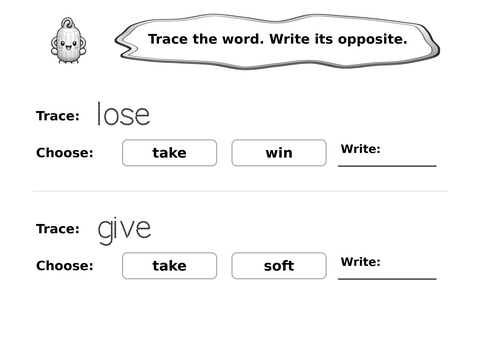 Trace the word. Write its opposite.
Trace: lose
Choose: take win Write:
Trace: give
Choose: take soft Write: